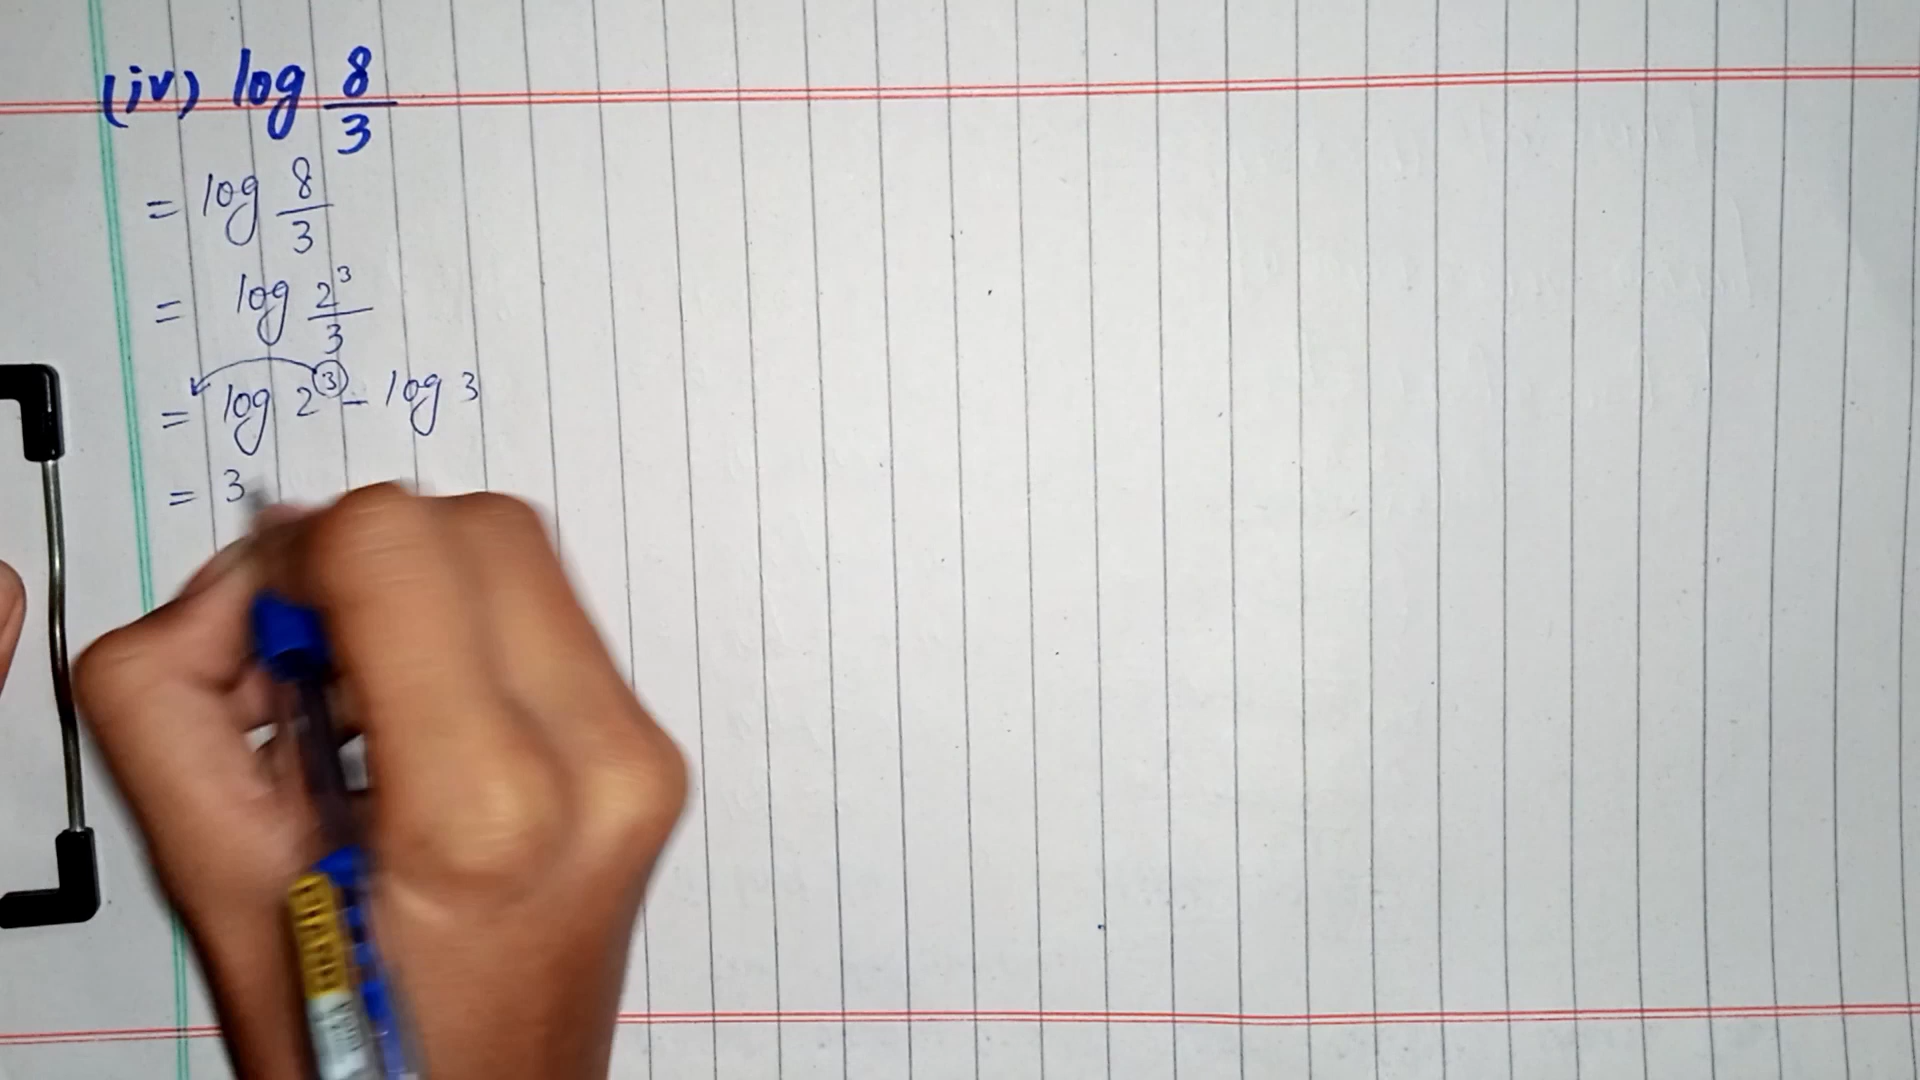 (iv) log 8/3
= log 8/3
= log 2³/3
= log 2³ - log 3
= 3